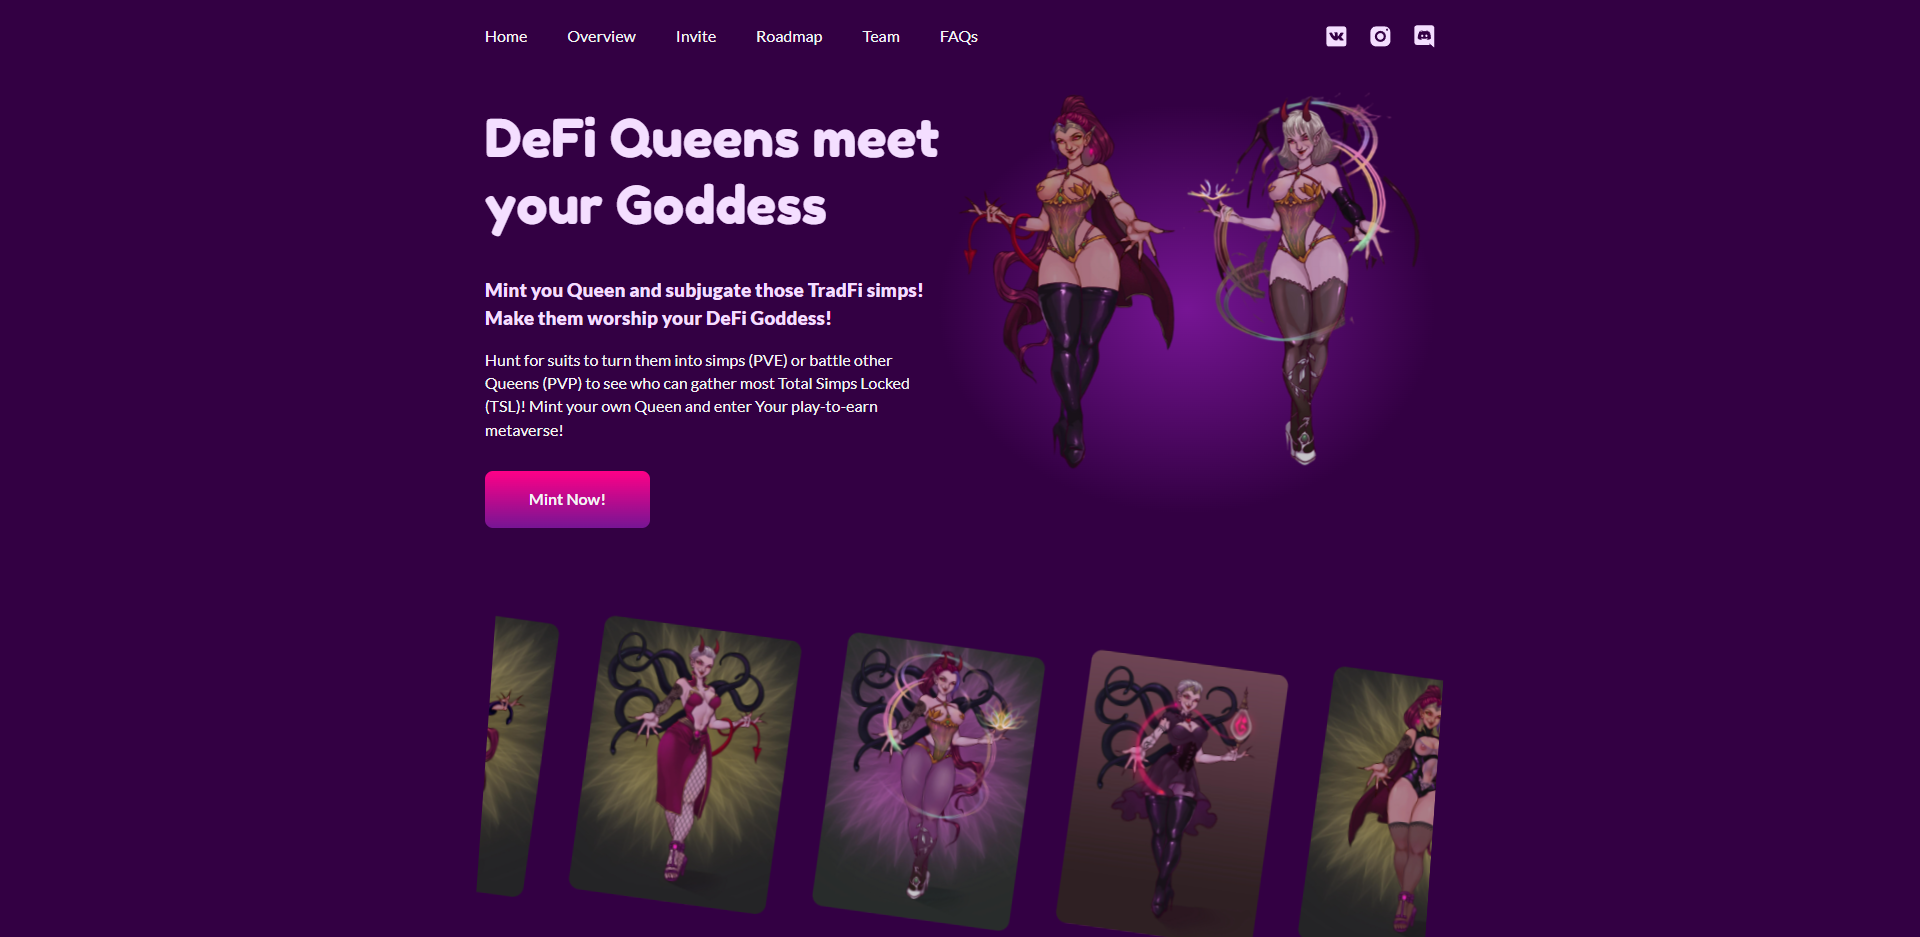 Home Overview Invite Roadmap Team FAQs
DeFi Queens meet
your Goddess
Mint you Queen and subjugate those TradFi simps!
Make them worship your DeFi Goddess!
Hunt for suits to turn them into simps (PVE) or battle other
Queens (PVP) to see who can gather most Total Simps Locked
(TSL)! Mint your own Queen and enter Your play-to-earn
metaverse!
Mint Now!